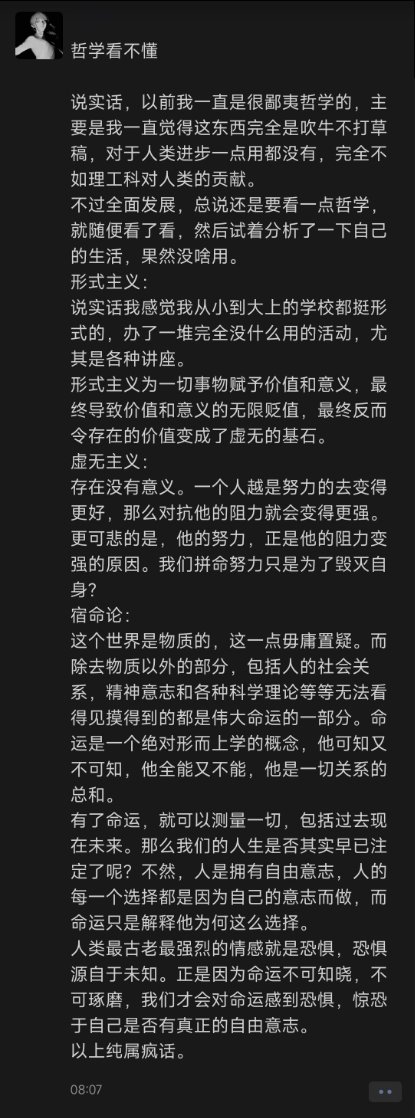 哲学看不懂
说实话，以前我一直是很鄙夷哲学的，主
要是我一直觉得这东西完全是吹牛不打草
稿，对于人类进步一点用都没有，完全不
如理工科对人类的贡献。
不过全面发展，总说还是要看一点哲学，
就随便看了看，然后试着分析了一下自己
的生活，果然没啥用。
形式主义：
说实话我感觉我从小到大上的学校都挺形
式的，办了一堆完全没什么用的活动，尤
其是各种讲座。
形式主义为一切事物赋予价值和意义，最
终导致价值和意义的无限贬值，最终反而
令存在的价值变成了虚无的基石。
虚无主义：
存在没有意义。一个人越是努力的去变得
更好，那么对抗他的阻力就会变得更强。
更可悲的是，他的努力，正是他的阻力变
强的原因。我们拼命努力只是为了毁灭自
身？
宿命论：
这个世界是物质的，这一点毋庸置疑。而
除去物质以外的部分，包括人的社会关
系，精神意志和各种科学理论等等无法看
得见摸得到的都是伟大命运的一部分。命
运是一个绝对形而上学的概念，他可知又
不可知，他全能又不能，他是一切关系的
总和。
有了命运，就可以测量一切，包括过去现
在未来。那么我们的人生是否其实早已注
定了呢？不然，人是拥有自由意志，人的
每一个选择都是因为自己的意志而做，而
命运只是解释他为何这么选择。
人类最古老最强烈的情感就是恐惧，恐惧
源自于未知。正是因为命运不可知晓，不
可琢磨，我们才会对命运感到恐惧，惊恐
于自己是否有真正的自由意志。
以上纯属疯话。
08:07